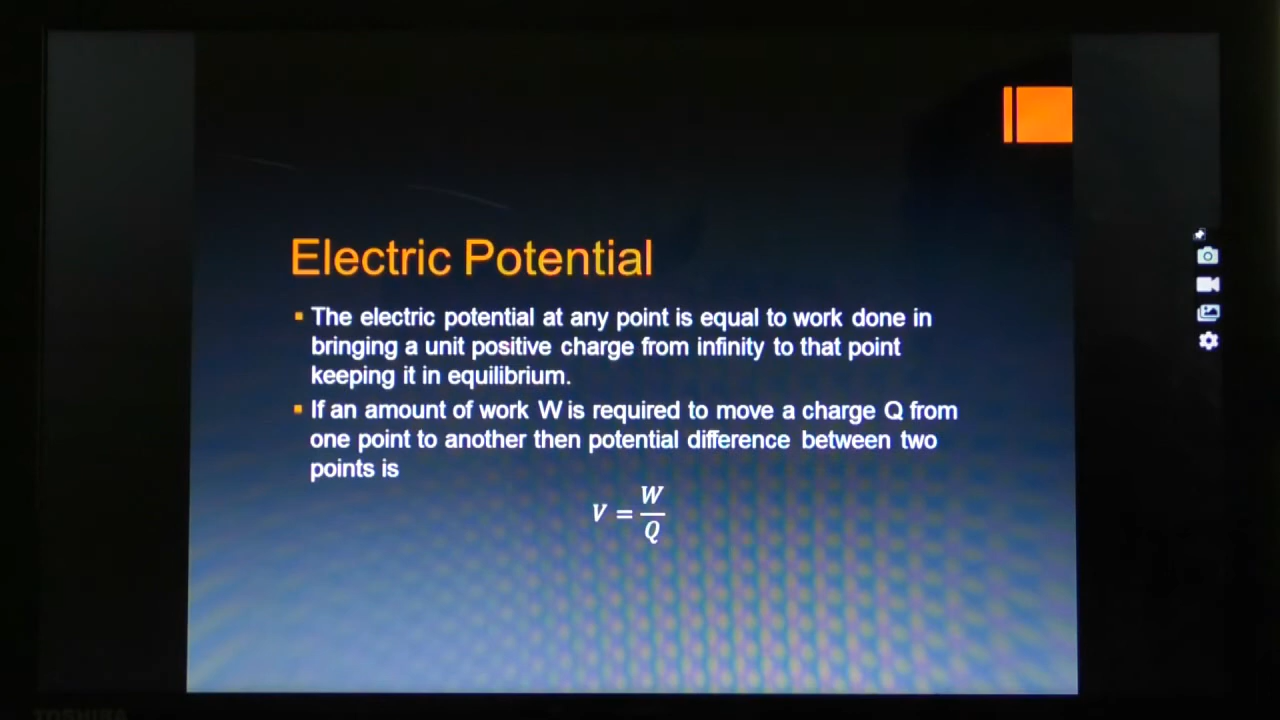 Electric Potential
▪ The electric potential at any point is equal to work done in
bringing a unit positive charge from infinity to that point
keeping it in equilibrium.
▪ If an amount of work W is required to move a charge Q from
one point to another then potential difference between two
points is
V = W/Q
TOSHIBA